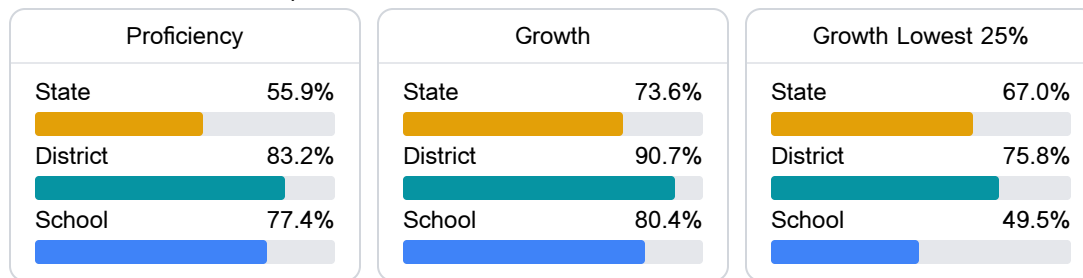 Proficiency
State 55.9%
District 83.2%
School 77.4%
Growth
State 73.6%
District 90.7%
School 80.4%
Growth Lowest 25%
State 67.0%
District 75.8%
School 49.5%